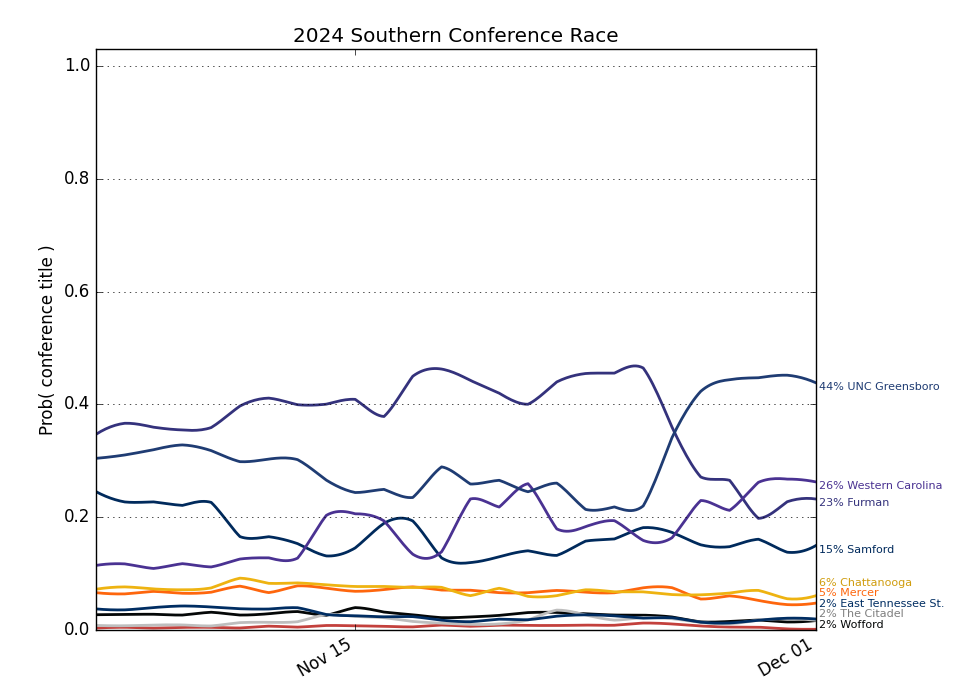 2024 Southern Conference Race
Prob( conference title )
1.0
0.8
0.6
0.4
0.2
0.0
Nov 15
Dec 01
44% UNC Greensboro
26% Western Carolina
23% Furman
15% Samford
6% Chattanooga
5% Mercer
2% East Tennessee St.
2% The Citadel
2% Wofford